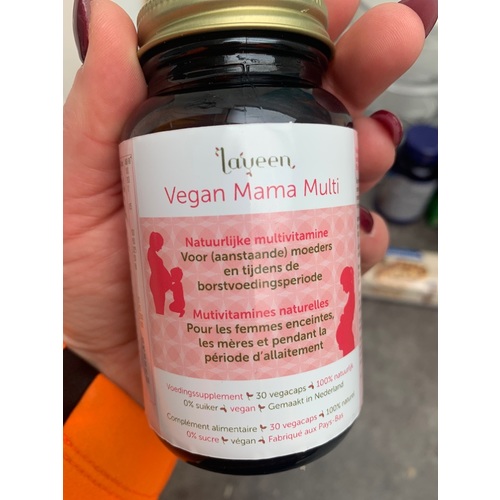 Laveen
Vegan Mama Multi
Natuurlijke multivitamine
Voor (aanstaande) moeders
en tijdens de
borstvoedingsperiode
Mutivitamines naturelles
Pour les femmes enceintes,
les mères et pendant la
période d'allaitement
Voedingssupplement 30 vegacaps 100% natuurlijk
0% suiker vegan Gemaakt in Nederland
Complément alimentaire 30 vegacaps 100% naturel
0% sucre végan Fabriqué aux Pays-Bas